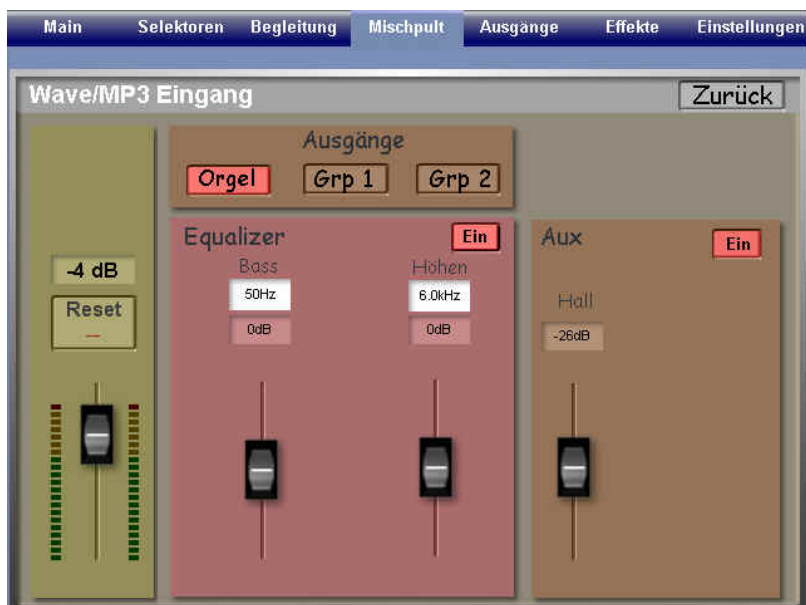 Main Selektoren Begleitung Mischpult Ausgänge Effekte Einstellungen
Wave/MP3 Eingang Zurück
Ausgänge
Orgel Grp 1 Grp 2
Equalizer Ein Aux Ein
-4 dB Bass Höhen
Reset 50Hz 6.0kHz Hall
-- 0dB 0dB -26dB